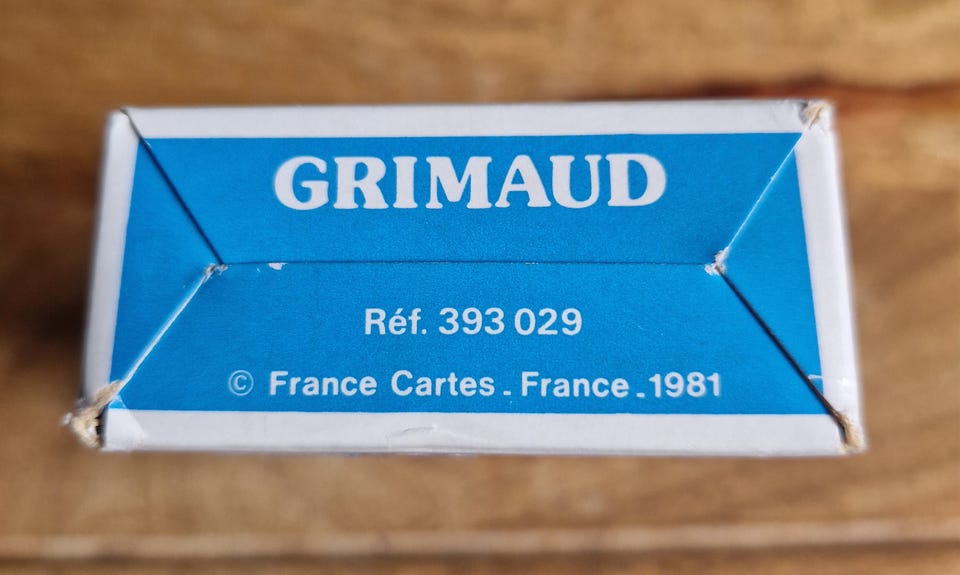 GRIMAUD
Réf. 393 029
© France Cartes - France - 1981